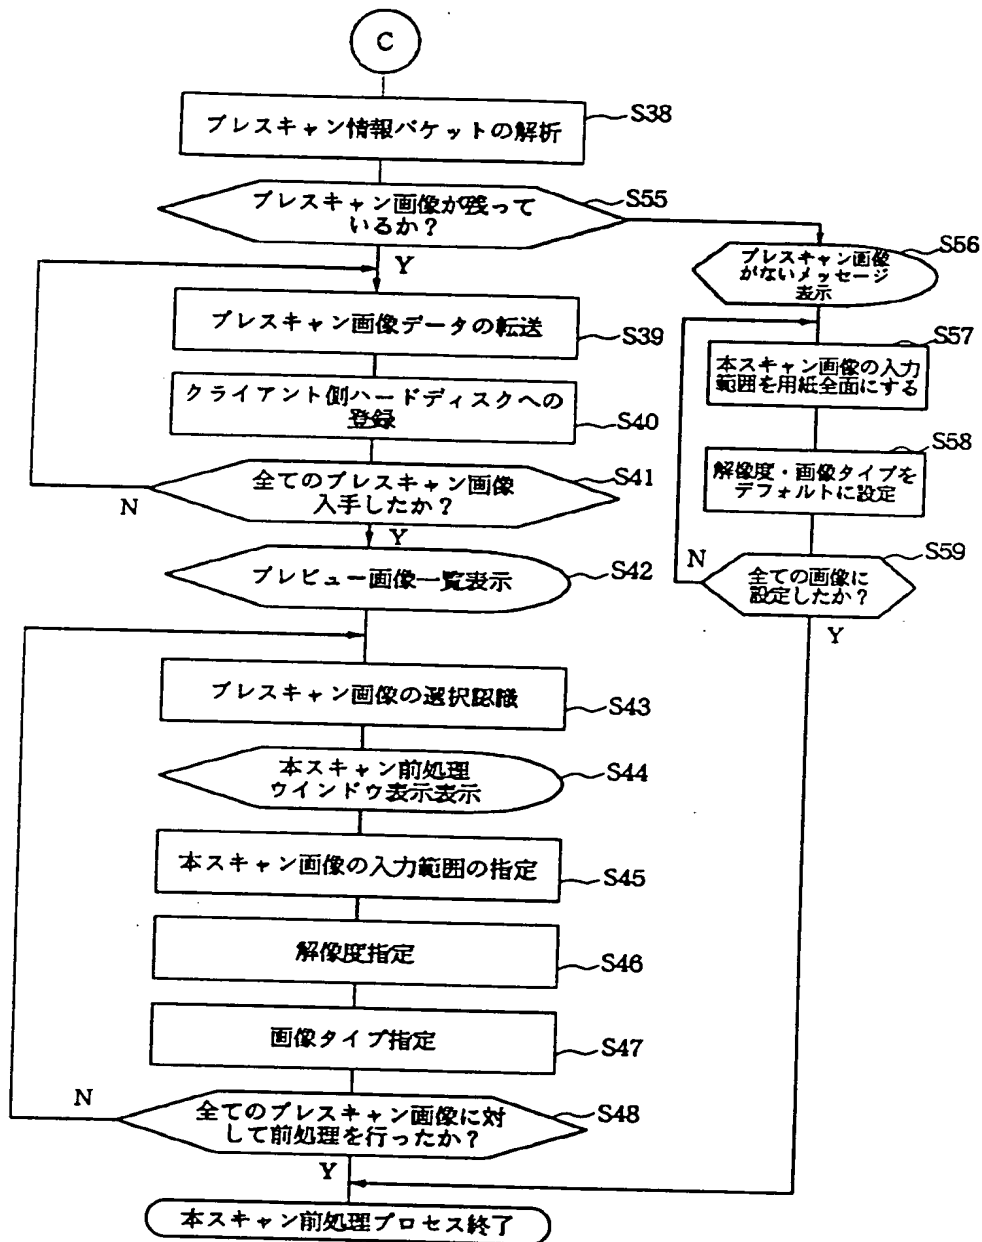 C
プレスキャン情報パケットの解析
S38
プレスキャン画像が残って
いるか？
S55
Y
プレスキャン画像
がないメッセージ
表示
S56
プレスキャン画像データの転送
S39
本スキャン画像の入力
範囲を用紙全面にする
S57
クライアント側ハードディスクへの
登録
S40
解像度・画像タイプを
デフォルトに設定
S58
全てのプレスキャン画像
入手したか？
S41
N
Y
全ての画像に
設定したか？
S59
N
Y
プレビュー画像一覧表示
S42
プレスキャン画像の選択認識
S43
本スキャン前処理
ウインドウ表示表示
S44
本スキャン画像の入力範囲の指定
S45
解像度指定
S46
画像タイプ指定
S47
全てのプレスキャン画像に対
して前処理を行ったか？
S48
N
Y
本スキャン前処理プロセス終了